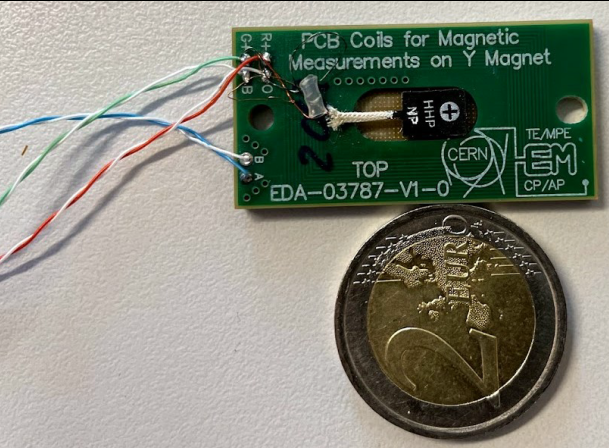 PCB Coils for Magnetic
Measurements on Y Magnet
G+
R+
B
O
HHP
NP
B
A
TOP
EDA-03787-V1-0
CERN
TE/MPE
EM
CP/AP
2 EURO